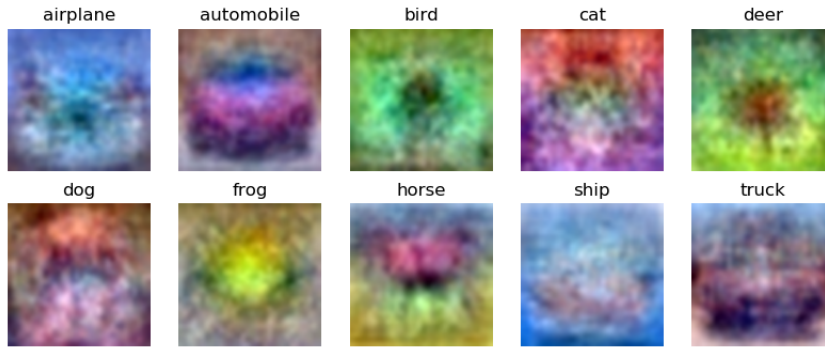 airplane automobile bird cat deer
dog frog horse ship truck